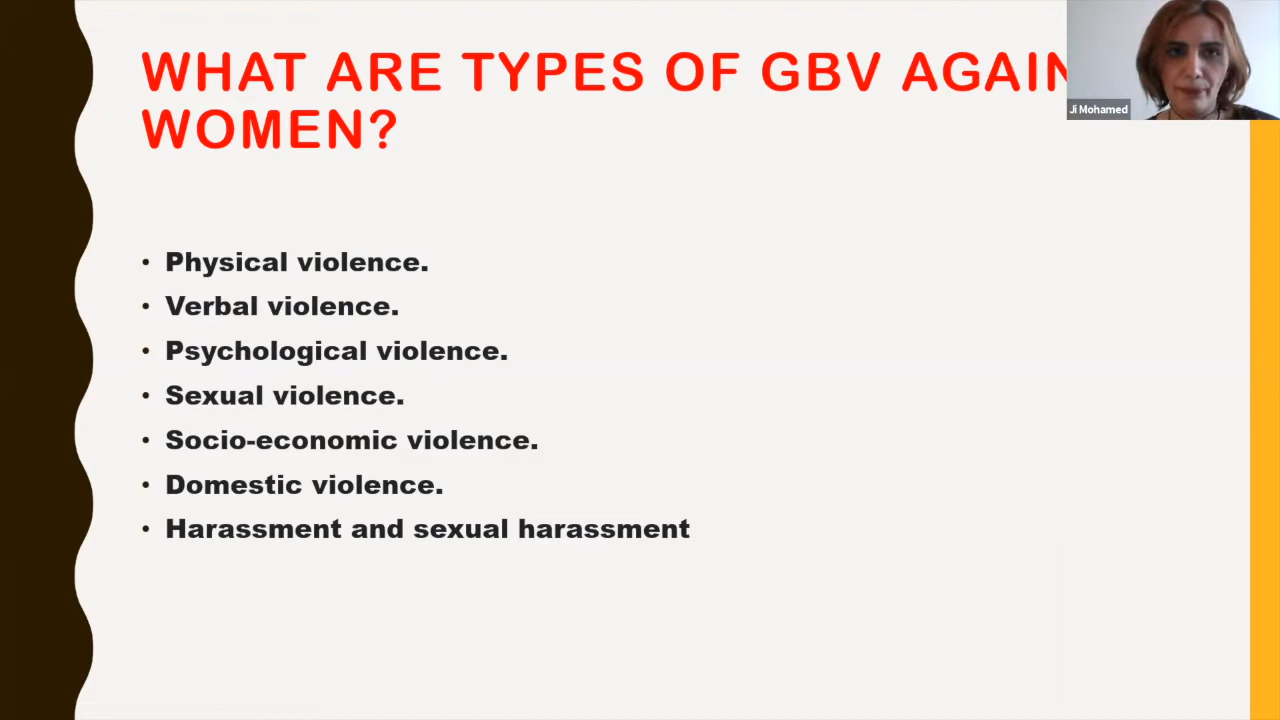 WHAT ARE TYPES OF GBV AGAIN
WOMEN?
Ji Mohamed
• Physical violence.
• Verbal violence.
• Psychological violence.
• Sexual violence.
• Socio-economic violence.
• Domestic violence.
• Harassment and sexual harassment